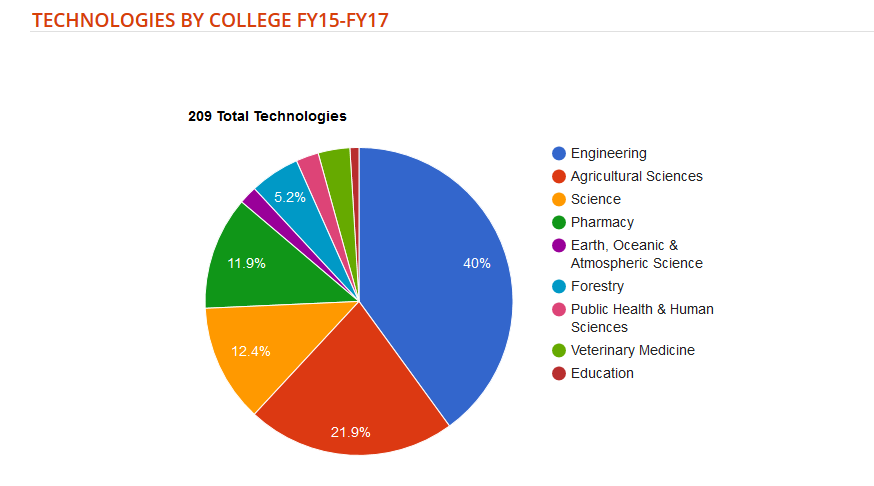 TECHNOLOGIES BY COLLEGE FY15-FY17
209 Total Technologies
40%
21.9%
12.4%
11.9%
5.2%
Engineering
Agricultural Sciences
Science
Pharmacy
Earth, Oceanic &
Atmospheric Science
Forestry
Public Health & Human
Sciences
Veterinary Medicine
Education